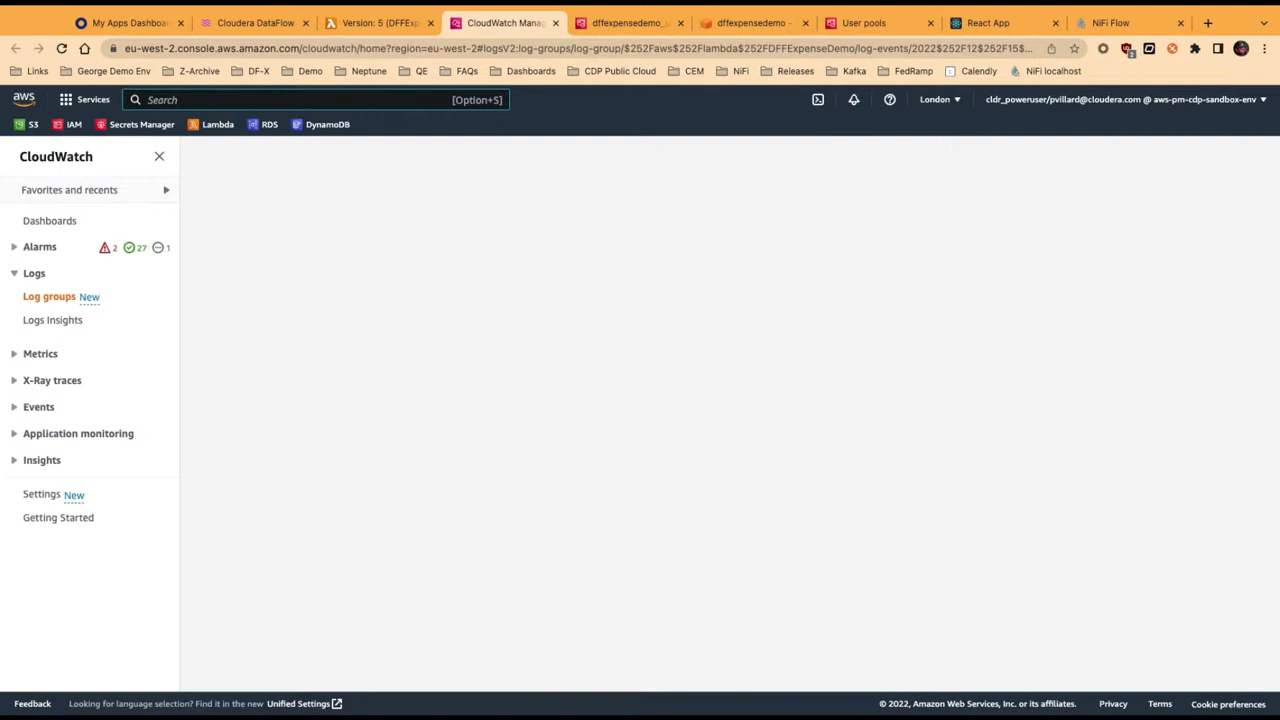 My Apps Dashboar
Cloudera DataFlow
Version: 5 (DFFExp
CloudWatch Mana
dffexpensedemo_
dffexpensedemo -
User pools
React App
NiFi Flow
eu-west-2.console.aws.amazon.com/cloudwatch/home?region=eu-west-2#logsV2:log-groups/log-group/$252Faws$252Flambda$252FDFFExpenseDemo/log-events/2022$252F12$252F15$...
2
Links
George Demo Env
Z-Archive
DF-X
Demo
Neptune
QE
FAQs
Dashboards
CDP Public Cloud
CEM
NiFi
Releases
Kafka
FedRamp
Calendly
NiFi localhost
aws
Services
Search
[Option+S]
London
cldr_poweruser/pvillard@cloudera.com @ aws-pm-cdp-sandbox-env
S3
IAM
Secrets Manager
Lambda
RDS
DynamoDB
CloudWatch
Favorites and recents
Dashboards
Alarms 2 27 1
Logs
Log groups New
Logs Insights
Metrics
X-Ray traces
Events
Application monitoring
Insights
Settings New
Getting Started
Feedback
Looking for language selection? Find it in the new Unified Settings
© 2022, Amazon Web Services, Inc. or its affiliates.
Privacy
Terms
Cookie preferences